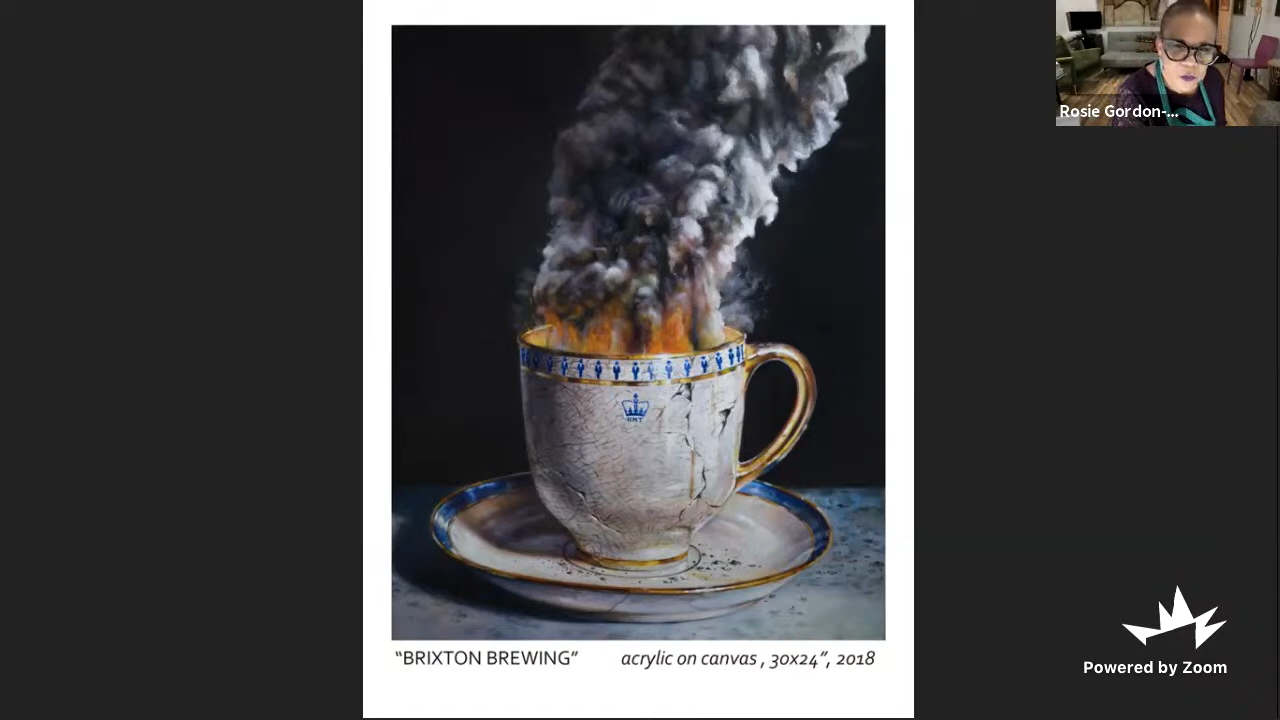 Rosie Gordon-...
"BRIXTON BREWING" acrylic on canvas , 30x24", 2018
Powered by Zoom